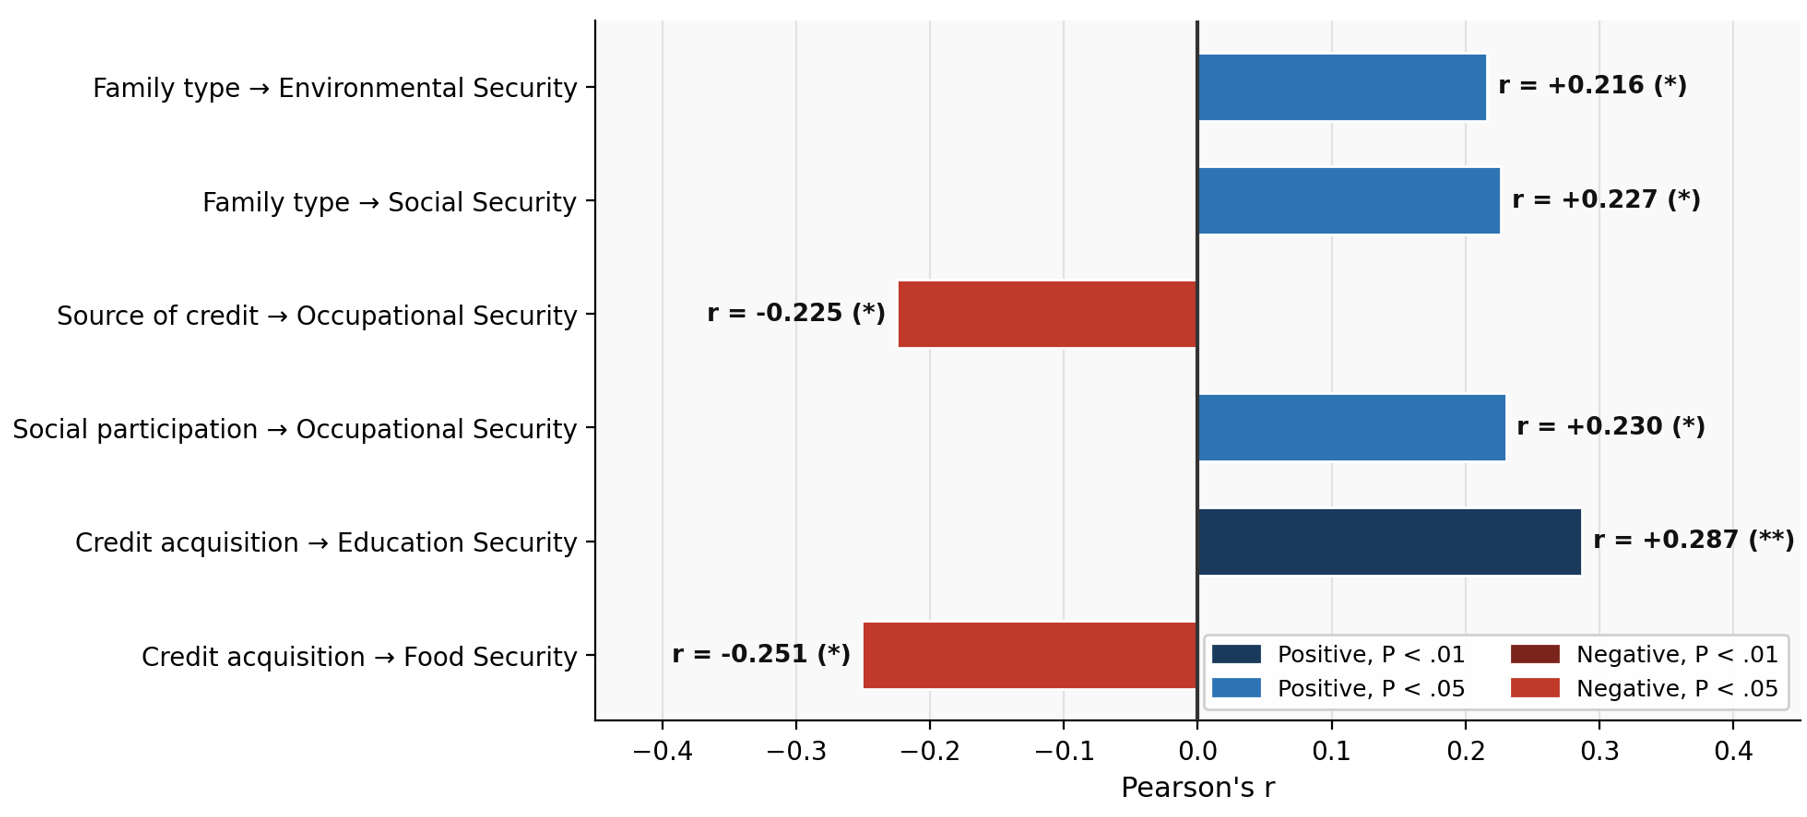 Family type → Environmental Security
r = +0.216 (*)
Family type → Social Security
r = +0.227 (*)
Source of credit → Occupational Security
r = -0.225 (*)
Social participation → Occupational Security
r = +0.230 (*)
Credit acquisition → Education Security
r = +0.287 (**)
Credit acquisition → Food Security
r = -0.251 (*)
Positive, P < .01
Negative, P < .01
Positive, P < .05
Negative, P < .05
−0.4 −0.3 −0.2 −0.1 0.0 0.1 0.2 0.3 0.4
Pearson's r